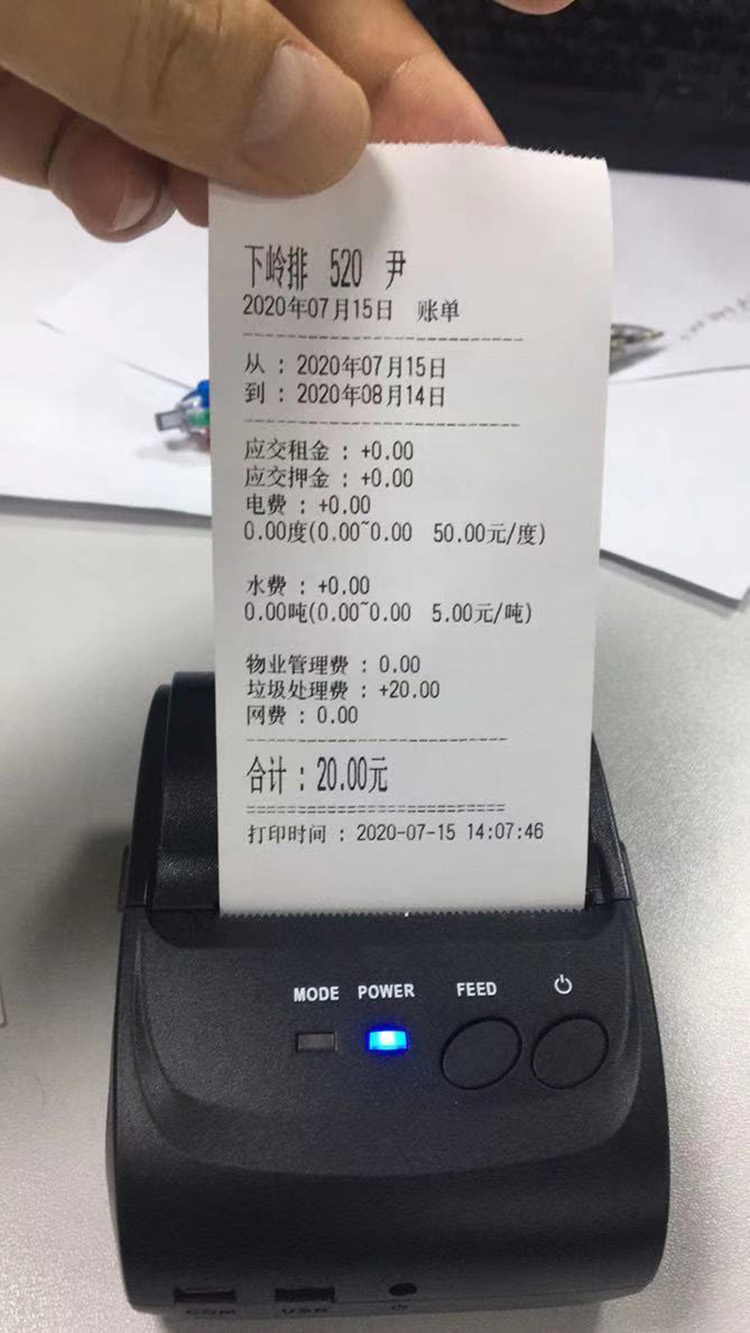 下岭排 520 尹
2020年07月15日 账单
--------------------------------
从 : 2020年07月15日
到 : 2020年08月14日
--------------------------------
应交租金 : +0.00
应交押金 : +0.00
电费 : +0.00
0.00度(0.00~0.00 50.00元/度)
水费 : +0.00
0.00吨(0.00~0.00 5.00元/吨)
物业管理费 : 0.00
垃圾处理费 : +20.00
网费 : 0.00
--------------------------------
合计 : 20.00元
==============================
打印时间 : 2020-07-15 14:07:46
MODE POWER FEED
COM USB